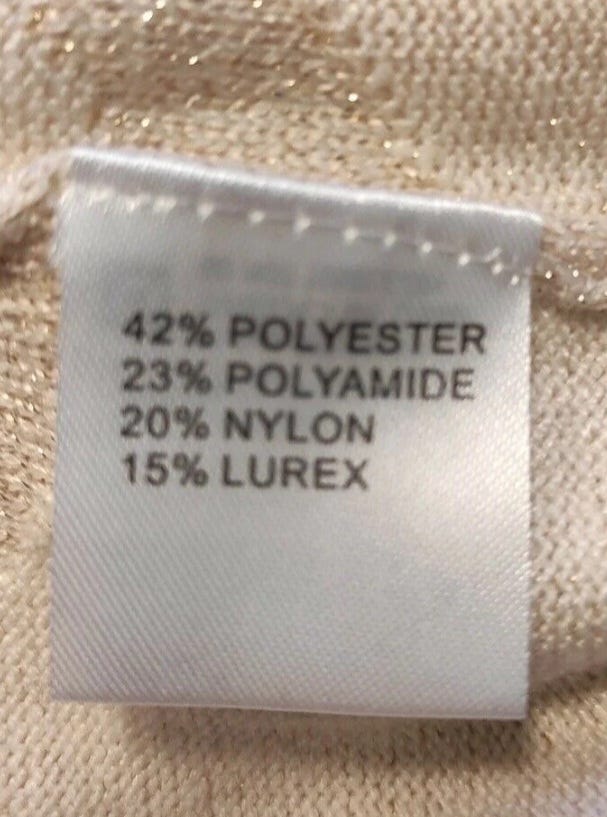 42% POLYESTER
23% POLYAMIDE
20% NYLON
15% LUREX